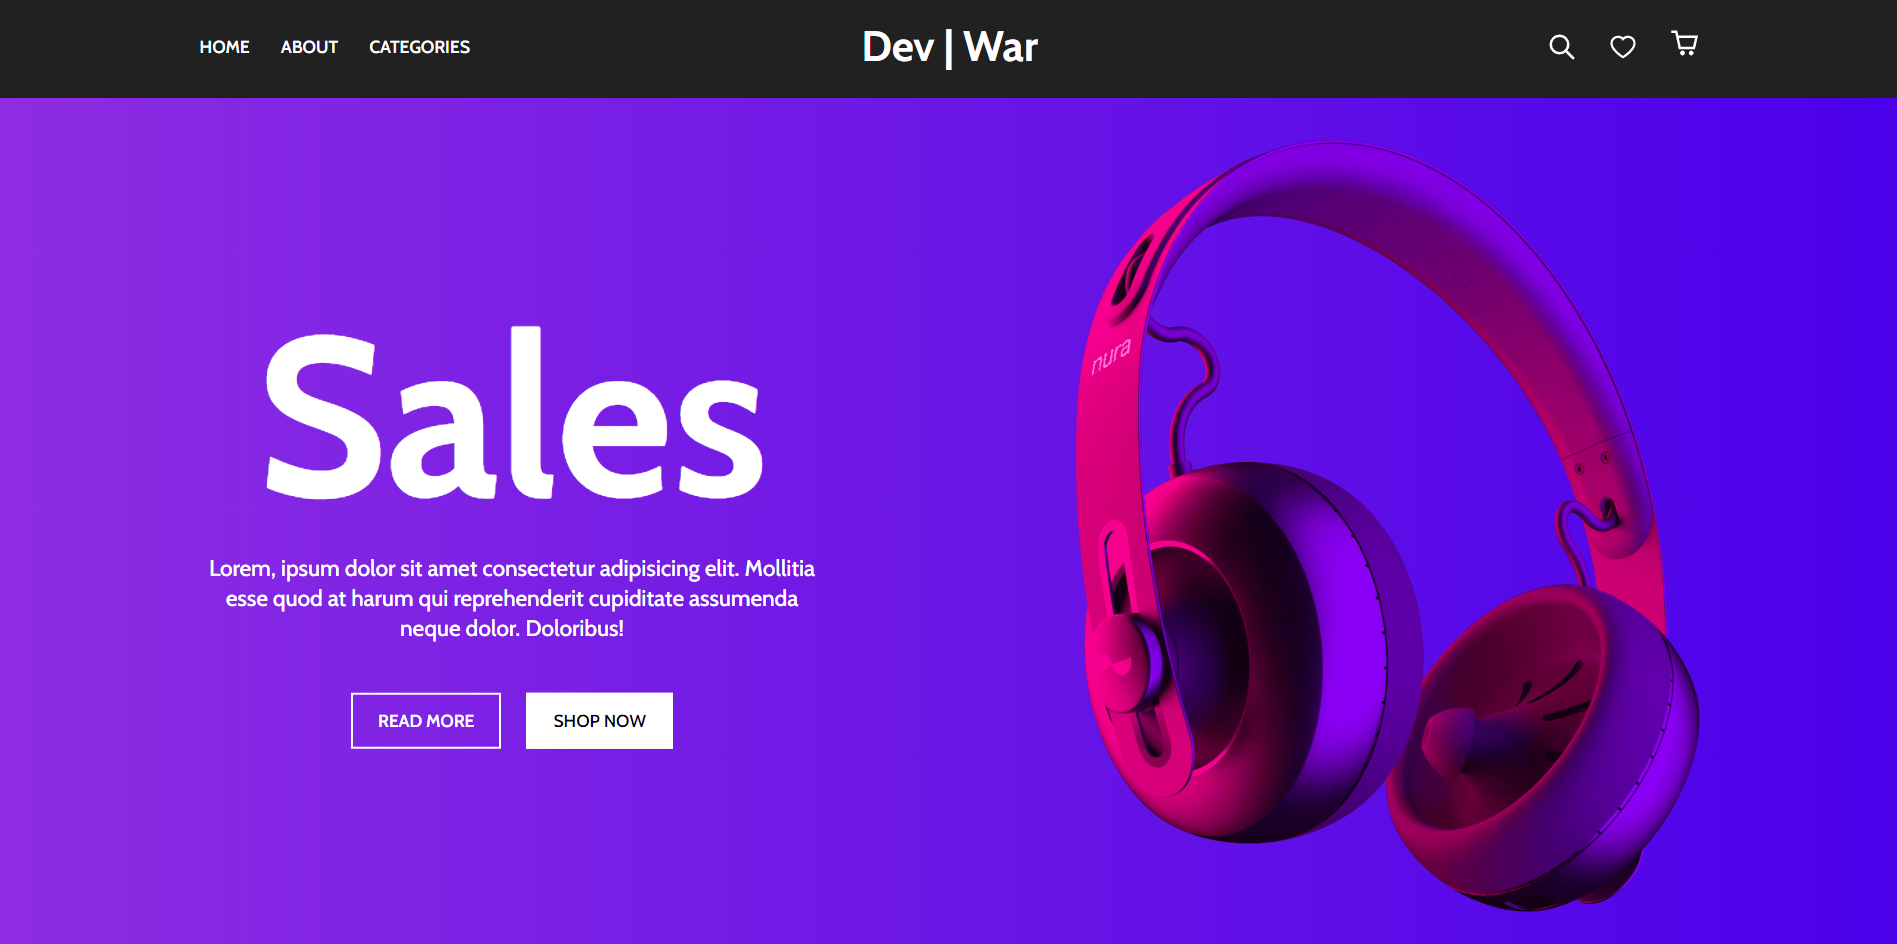 HOME ABOUT CATEGORIES Dev | War
nura
Sales
Lorem, ipsum dolor sit amet consectetur adipisicing elit. Mollitia
esse quod at harum qui reprehenderit cupiditate assumenda
neque dolor. Doloribus!
READ MORE SHOP NOW